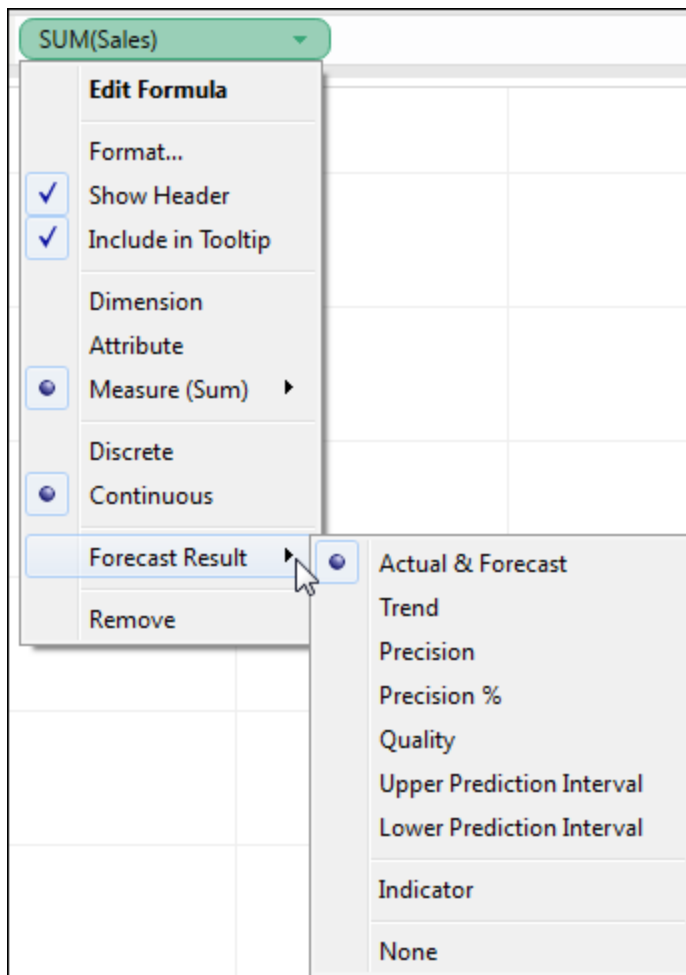 SUM(Sales)
Edit Formula
Format...
Show Header
Include in Tooltip
Dimension
Attribute
Measure (Sum)
Discrete
Continuous
Forecast Result
Remove
Actual & Forecast
Trend
Precision
Precision %
Quality
Upper Prediction Interval
Lower Prediction Interval
Indicator
None